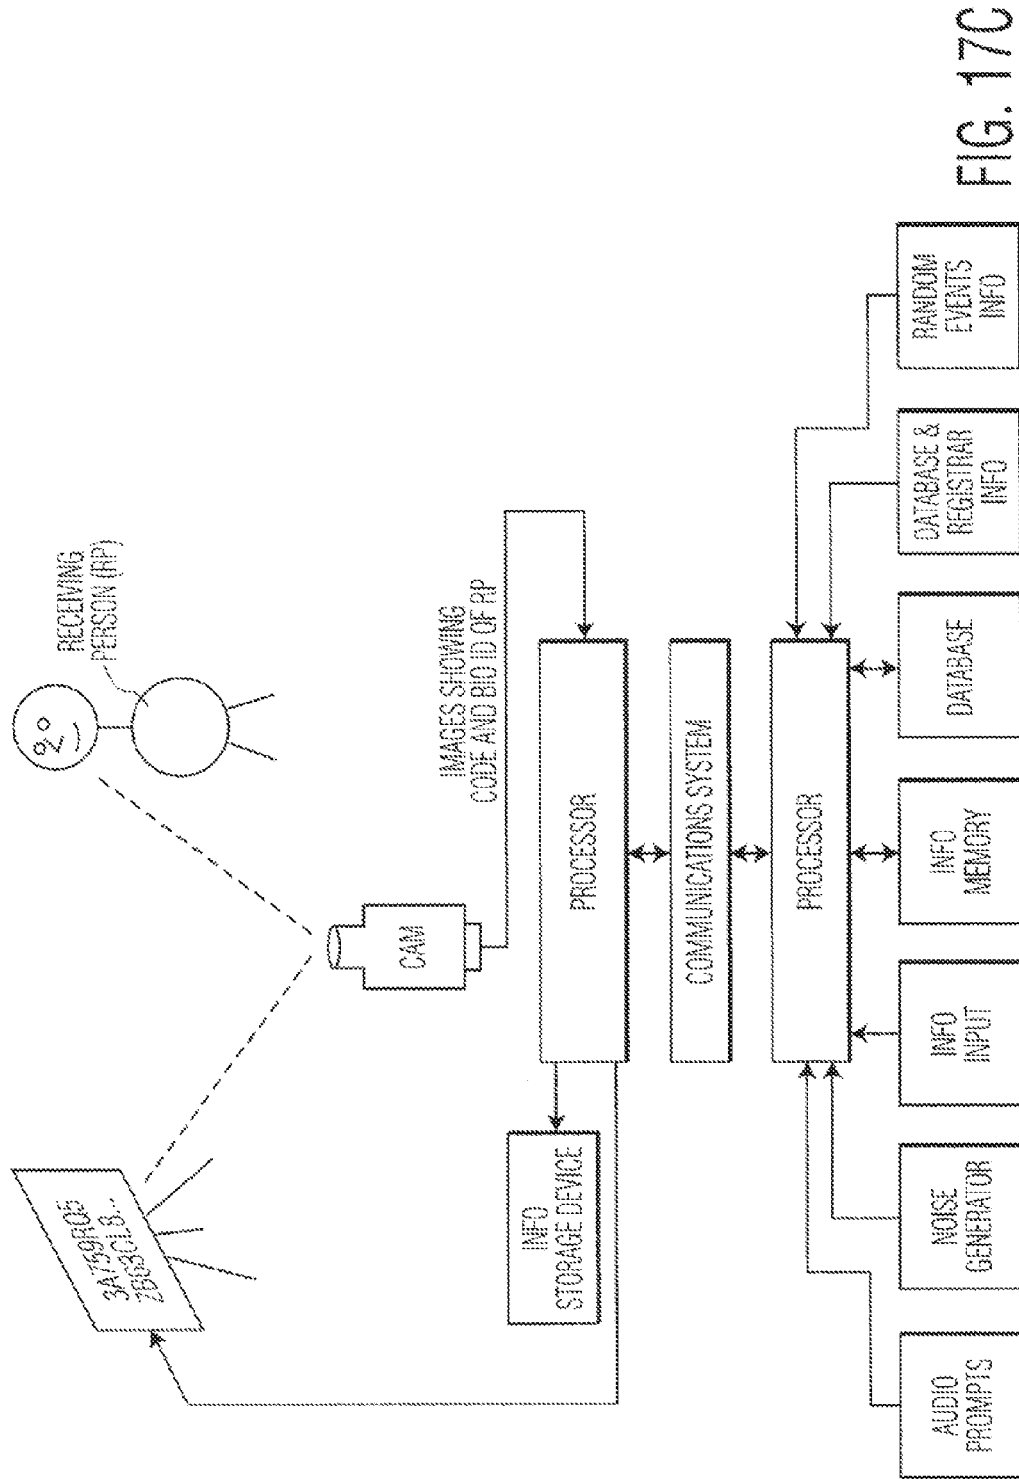 RECEIVING
PERSON (RP)
3A759RQ5
CAM
IMAGES SHOWING
CODE AND BIO ID OF RP
INFO
STORAGE DEVICE
PROCESSOR
COMMUNICATIONS SYSTEM
PROCESSOR
AUDIO
PROMPTS
NOISE
GENERATOR
INFO
INPUT
INFO
MEMORY
DATABASE
DATABASE &
REGISTRAR
INFO
RANDOM
EVENTS
INFO
FIG. 17C